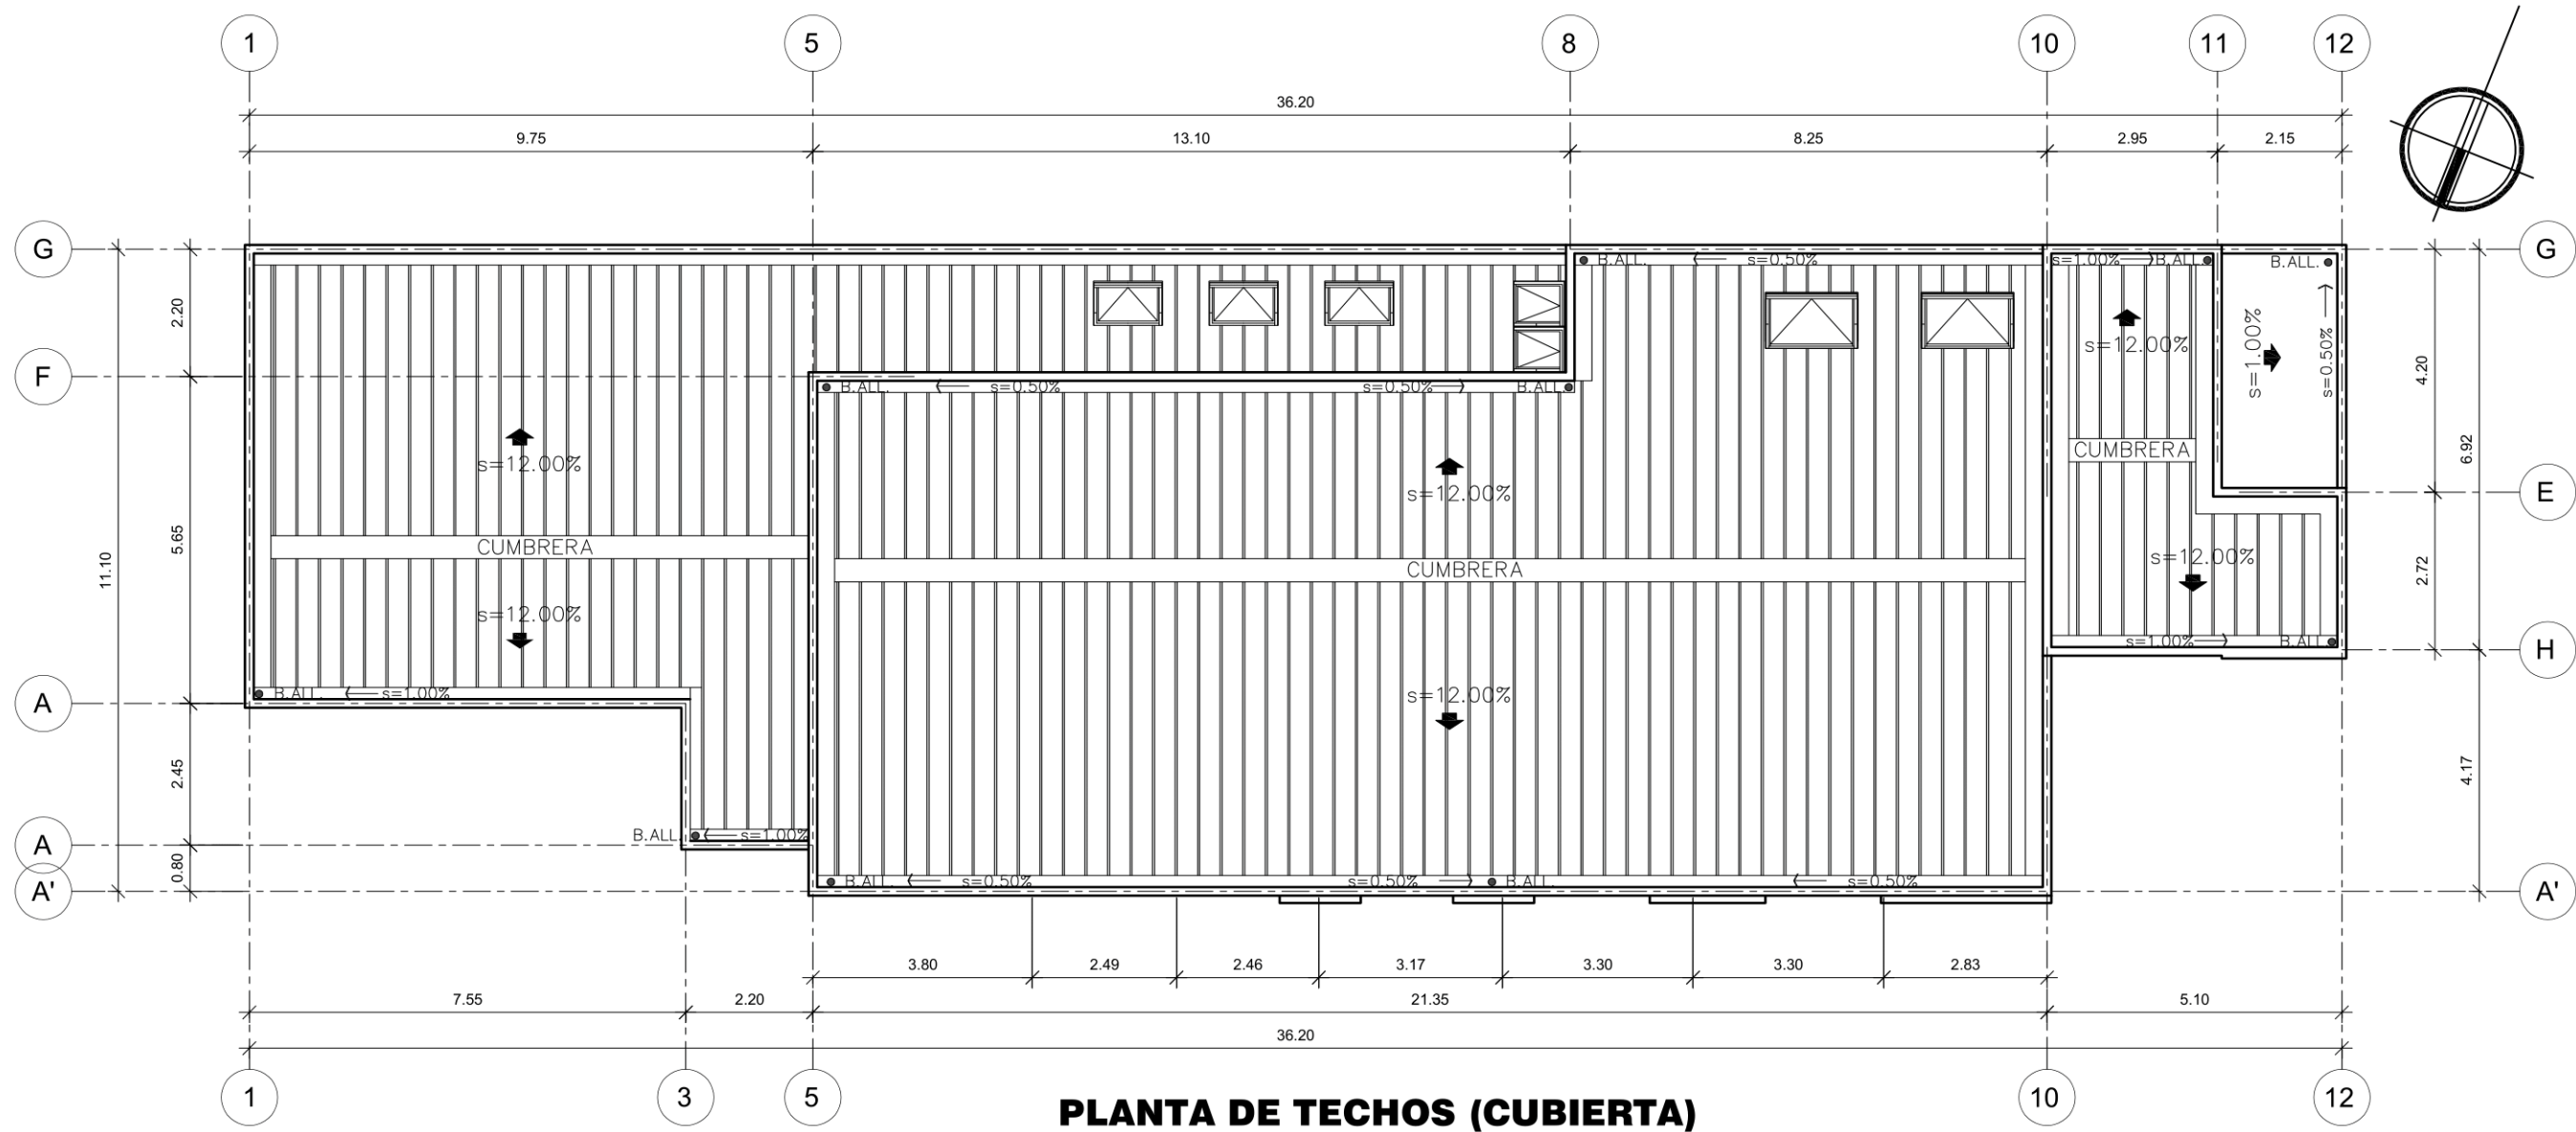 1 5 8 10 11 12
36.20
9.75 13.10 8.25 2.95 2.15
G G
B.ALL. s=0.50% s=1.00% B.ALL. B.ALL.
2.20
s=12.00% s=1.00% s=0.50%
F
B.ALL. s=0.50% s=0.50% B.ALL.
4.20
s=12.00% s=12.00% CUMBRERA 6.92
E
5.65 CUMBRERA CUMBRERA s=12.00% 2.72
11.10
s=12.00%
s=1.00% B.ALL. H
A B.ALL. s=1.00% s=12.00%
2.45 4.17
A B.ALL. s=1.00%
0.80
A' B.ALL. s=0.50% s=0.50% B.ALL. s=0.50% A'
3.80 2.49 2.46 3.17 3.30 3.30 2.83
7.55 2.20 21.35 5.10
36.20
1 3 5 10 12
PLANTA DE TECHOS (CUBIERTA)